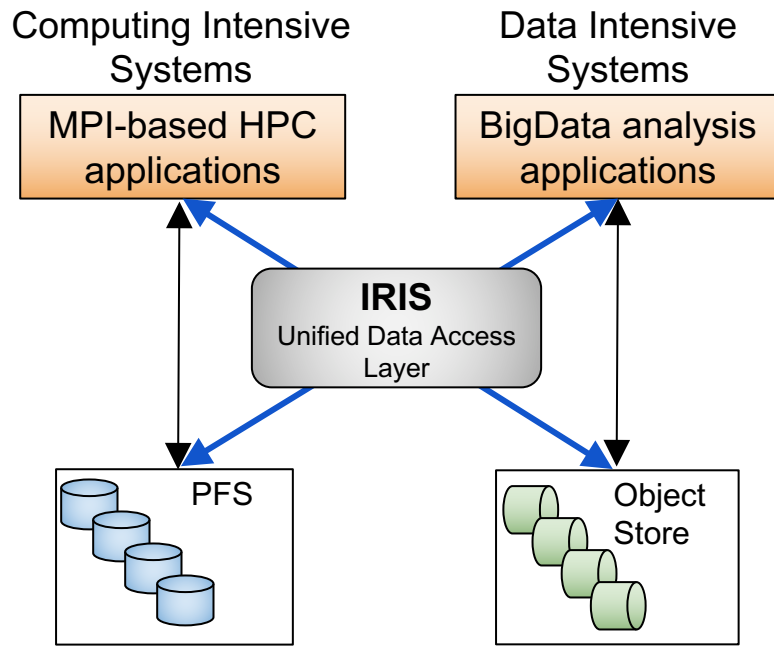 Computing Intensive
Systems
Data Intensive
Systems
MPI-based HPC
applications
BigData analysis
applications
IRIS
Unified Data Access
Layer
PFS
Object
Store